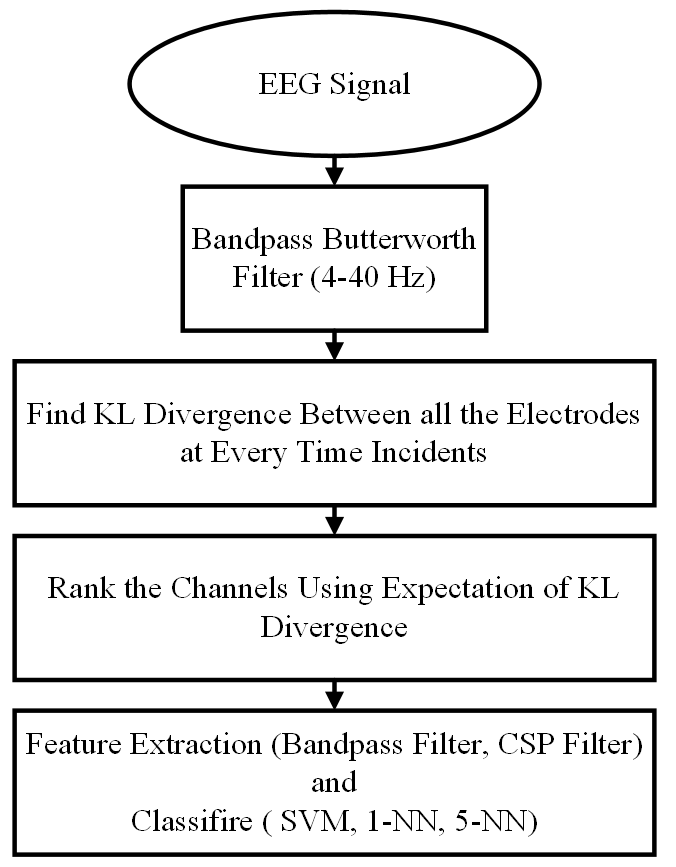 EEG Signal
Bandpass Butterworth
Filter (4-40 Hz)
Find KL Divergence Between all the Electrodes
at Every Time Incidents
Rank the Channels Using Expectation of KL
Divergence
Feature Extraction (Bandpass Filter, CSP Filter)
and
Classifire ( SVM, 1-NN, 5-NN)